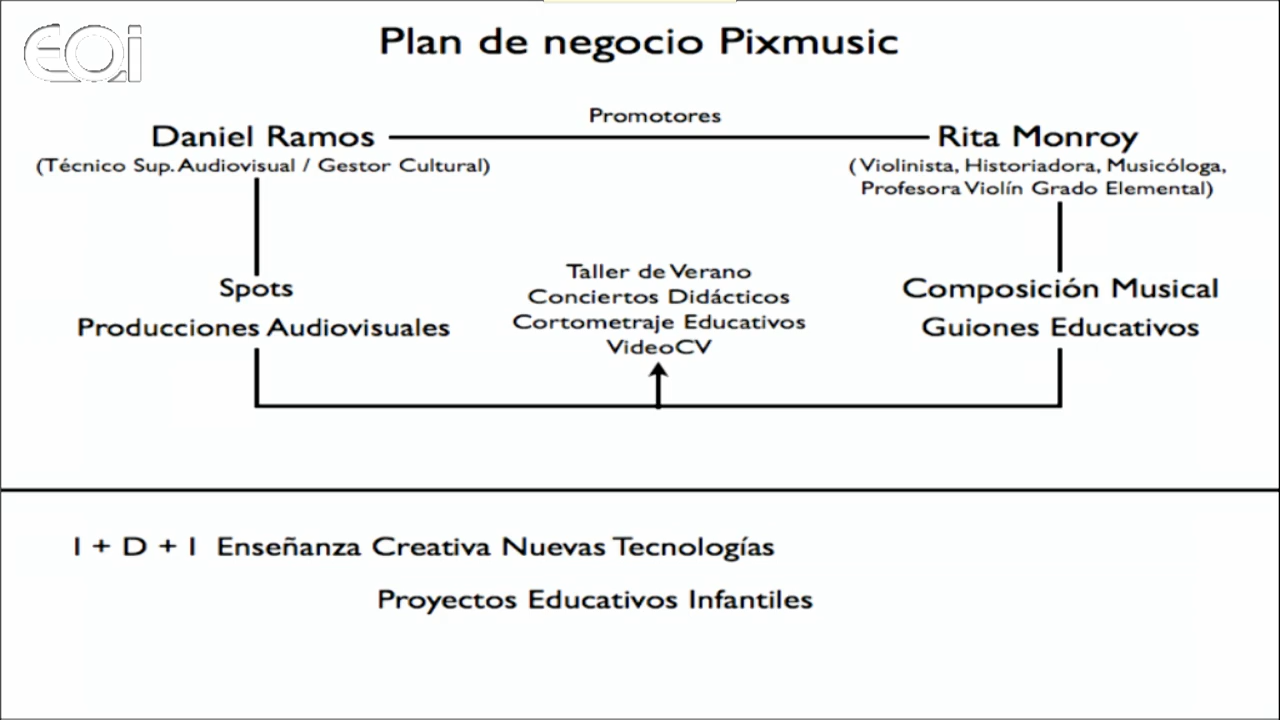 EOi
Plan de negocio Pixmusic
Promotores
Daniel Ramos
(Técnico Sup. Audiovisual / Gestor Cultural)
Rita Monroy
( Violinista, Historiadora, Musicóloga,
Profesora Violín Grado Elemental)
Spots
Producciones Audiovisuales
Taller de Verano
Conciertos Didácticos
Cortometraje Educativos
VideoCV
Composición Musical
Guiones Educativos
I + D + I Enseñanza Creativa Nuevas Tecnologías
Proyectos Educativos Infantiles